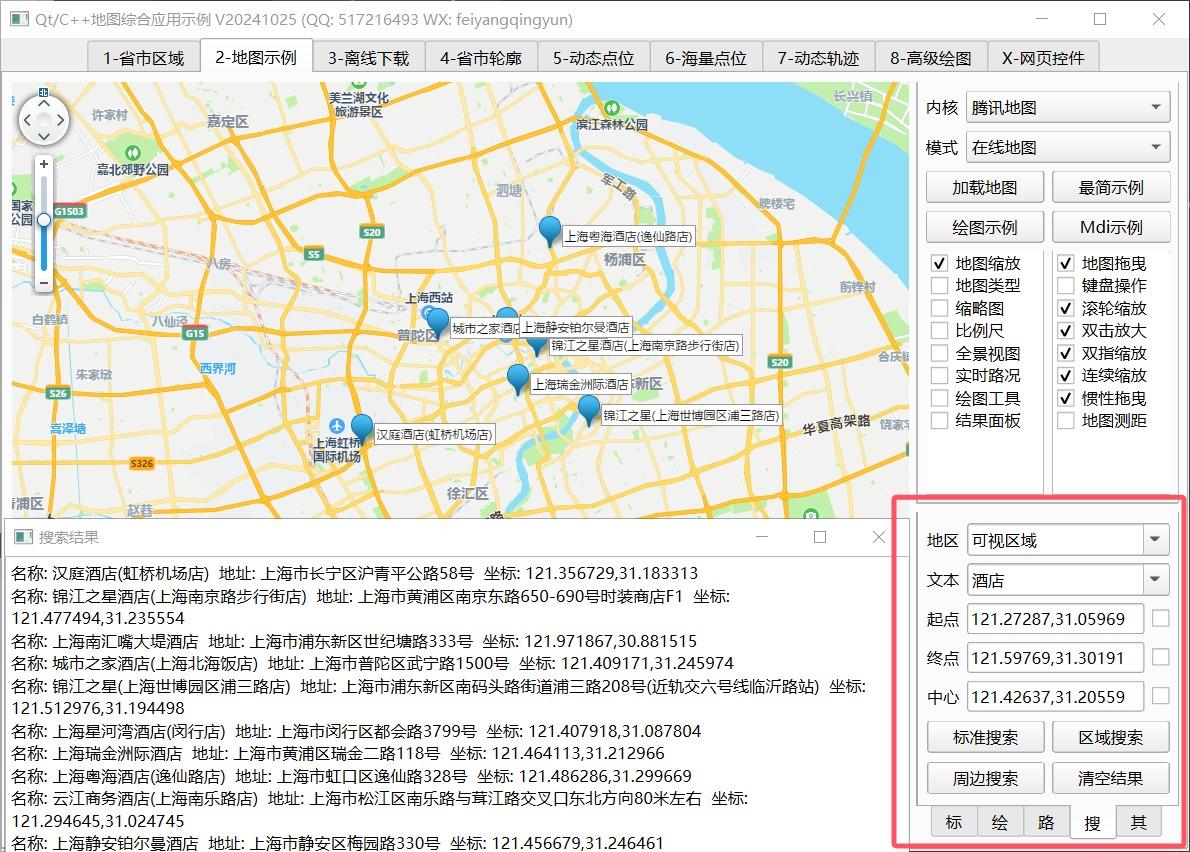 Qt/C++地图综合应用示例 V20241025 (QQ: 517216493 WX: feiyangqingyun)
1-省市区域
2-地图示例
3-离线下载
4-省市轮廓
5-动态点位
6-海量点位
7-动态轨迹
8-高级绘图
X-网页控件
许家村
嘉定区
美兰湖文化
旅游景区
滨江森林公园
长兴镇
嘉北郊野公园
国家
公园
G1503
泗塘
军工路
牌楼宅
S20
S5
八房
上海粤海酒店(逸仙路店)
杨浦区
前锋村
上海西站
白鹤镇
八仙迳
G15
普陀区
城市之家酒店
上海静安铂尔曼酒店
锦江之星酒店(上海南京路步行街店)
S20
合庆镇
西界河
朱家墩
上海瑞金洲际酒店
新区
S26
锦江之星(上海世博园区浦三路店)
嵩泽塘
上海虹桥
国际机场
汉庭酒店(虹桥机场店)
华夏高架路
饶家
S326
徐汇区
浦区
赵巷
内核
腾讯地图
模式
在线地图
加载地图
最简示例
绘图示例
Mdi示例
地图缩放
地图拖曳
地图类型
键盘操作
缩略图
滚轮缩放
比例尺
双击放大
全景视图
双指缩放
实时路况
连续缩放
绘图工具
惯性拖曳
结果面板
地图测距
搜索结果
名称: 汉庭酒店(虹桥机场店) 地址: 上海市长宁区沪青平公路58号 坐标: 121.356729,31.183313
名称: 锦江之星酒店(上海南京路步行街店) 地址: 上海市黄浦区南京东路650-690号时装商店F1 坐标:
121.477494,31.235554
名称: 上海南汇嘴大堤酒店 地址: 上海市浦东新区世纪塘路333号 坐标: 121.971867,30.881515
名称: 城市之家酒店(上海北海饭店) 地址: 上海市普陀区武宁路1500号 坐标: 121.409171,31.245974
名称: 锦江之星(上海世博园区浦三路店) 地址: 上海市浦东新区南码头路街道浦三路208号(近轨交六号线临沂路站) 坐标:
121.512976,31.194498
名称: 上海星河湾酒店(闵行店) 地址: 上海市闵行区都会路3799号 坐标: 121.407918,31.087804
名称: 上海瑞金洲际酒店 地址: 上海市黄浦区瑞金二路118号 坐标: 121.464113,31.212966
名称: 上海粤海酒店(逸仙路店) 地址: 上海市虹口区逸仙路328号 坐标: 121.486286,31.299669
名称: 云江商务酒店(上海南乐路店) 地址: 上海市松江区南乐路与茸江路交叉口东北方向80米左右 坐标:
121.294645,31.024745
名称: 上海静安铂尔曼酒店 地址: 上海市静安区梅园路330号 坐标: 121.456679,31.246461
地区
可视区域
文本
酒店
起点
121.27287,31.05969
终点
121.59769,31.30191
中心
121.42637,31.20559
标准搜索
区域搜索
周边搜索
清空结果
标
绘
路
搜
其